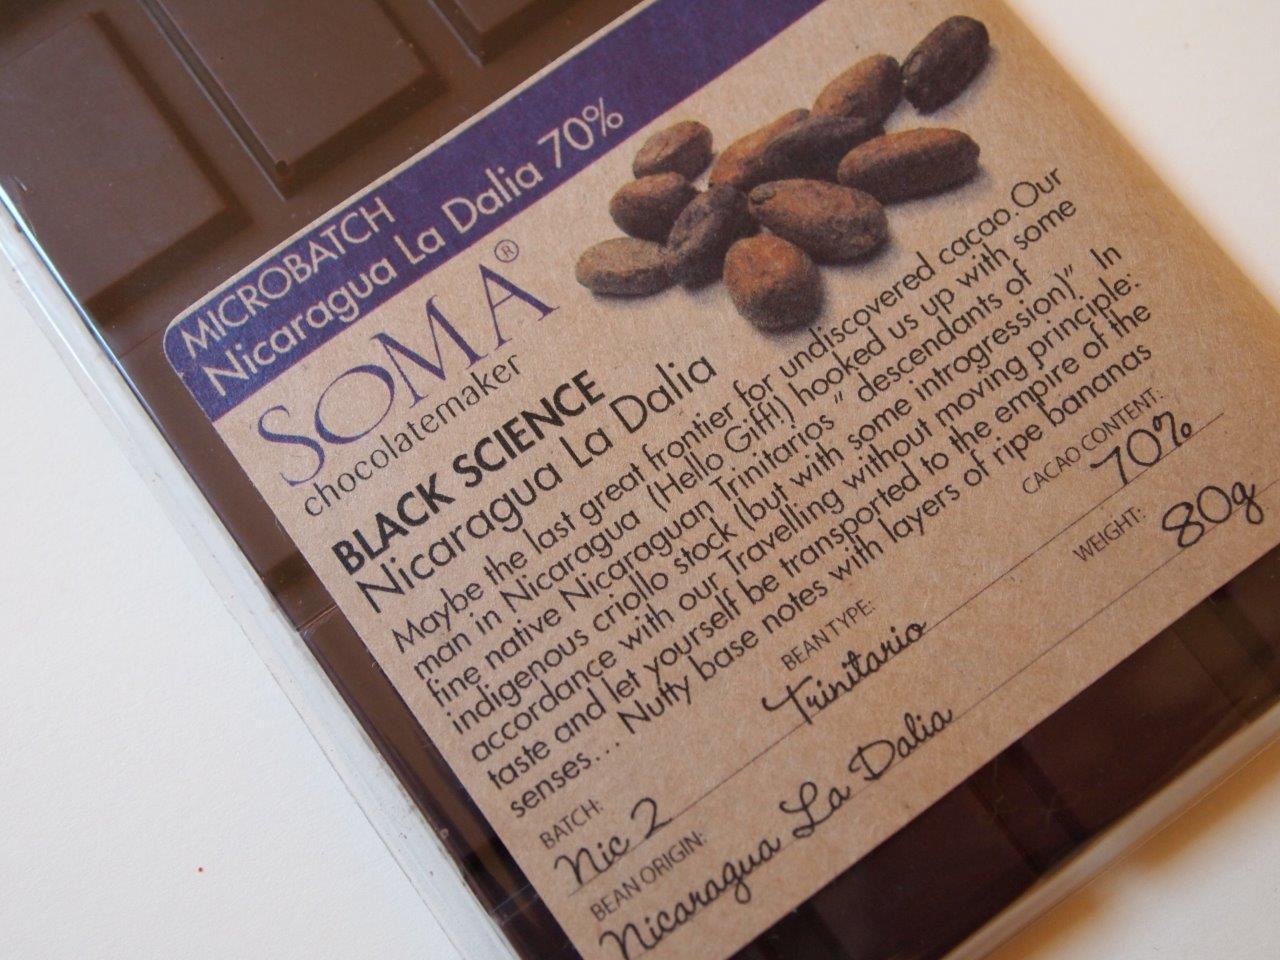 MICROBATCH
Nicaragua La Dalia 70%
SOMA®
chocolatemaker
BLACK SCIENCE
Nicaragua La Dalia
Maybe the last great frontier for undiscovered cacao. Our
man in Nicaragua (Hello Giff!) hooked us up with some
fine native Nicaraguan Trinitarios " descendants of
indigenous criollo stock (but with some introgression)". In
accordance with our Travelling without moving principle:
taste and let yourself be transported to the empire of the
senses... Nutty base notes with layers of ripe bananas
CACAO CONTENT:
70%
BEAN TYPE:
Trinitario
WEIGHT:
80g
BATCH:
Nic 2
BEAN ORIGIN:
Nicaragua La Dalia